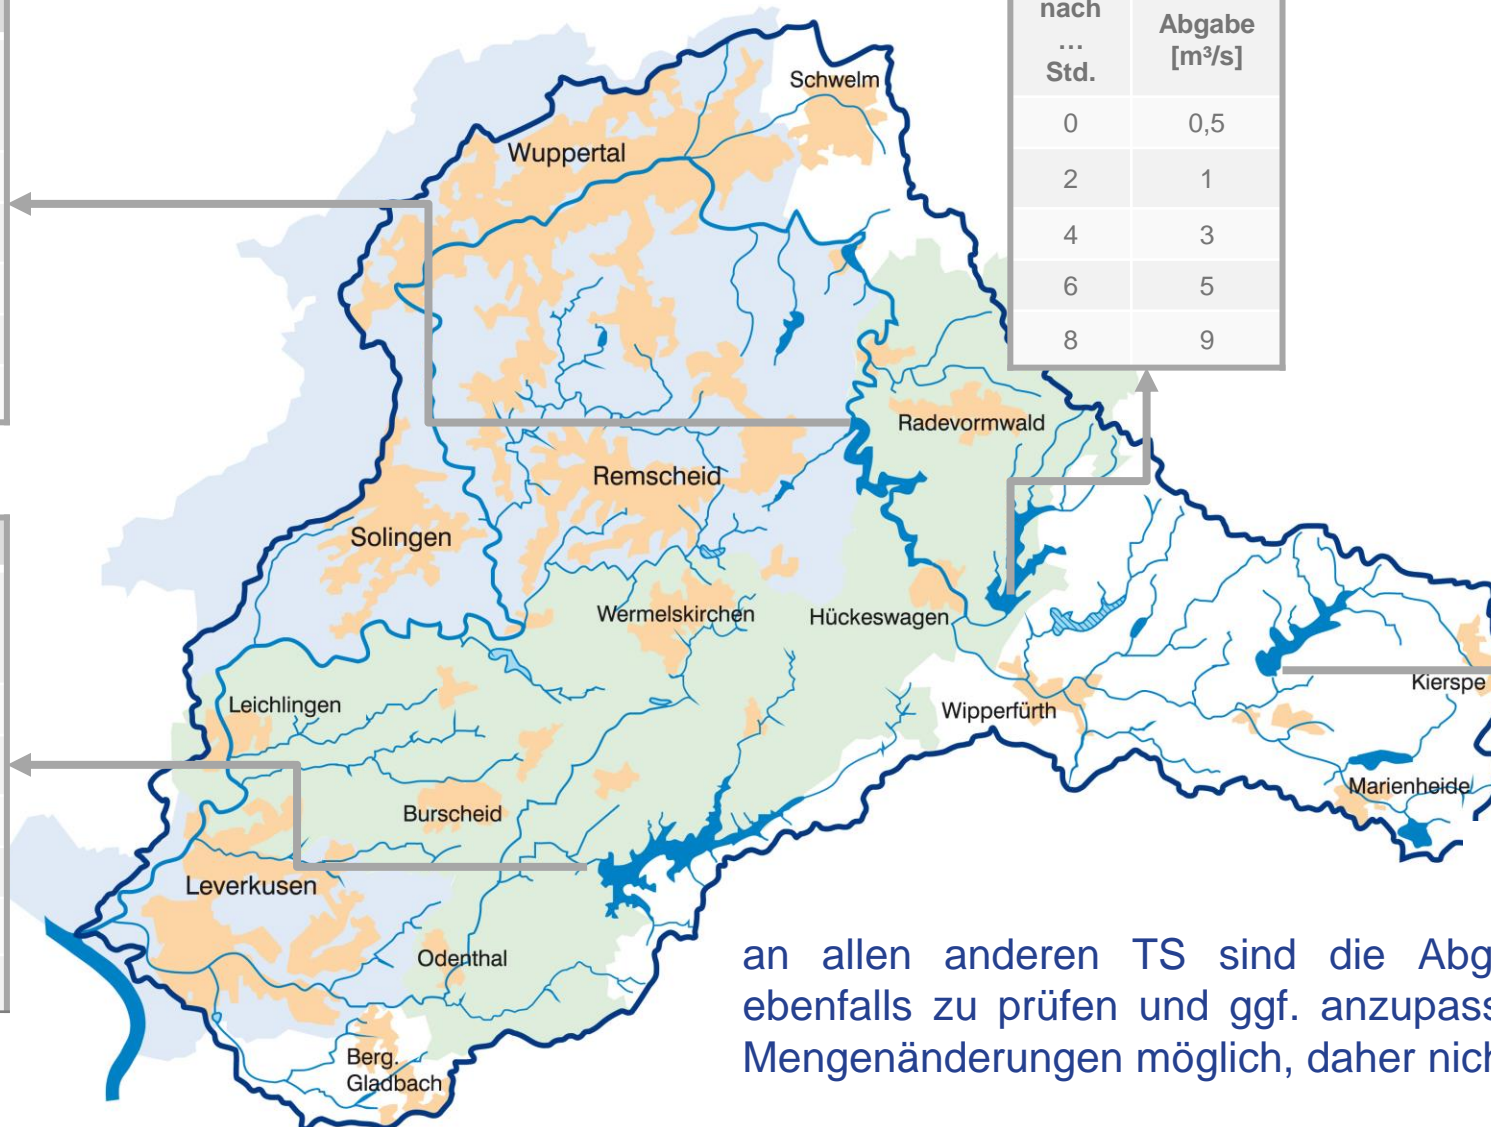 nach
…
Std.
Abgabe
[m³/s]
0 0,5
2 1
4 3
6 5
8 9
Schwelm
Wuppertal
Radevormwald
Remscheid
Solingen
Wermelskirchen
Hückeswagen
Kierspe
Leichlingen
Wipperfürth
Marienheide
Burscheid
Leverkusen
Odenthal
Berg.
Gladbach
an allen anderen TS sind die Abg
ebenfalls zu prüfen und ggf. anzupass
Mengenänderungen möglich, daher nich